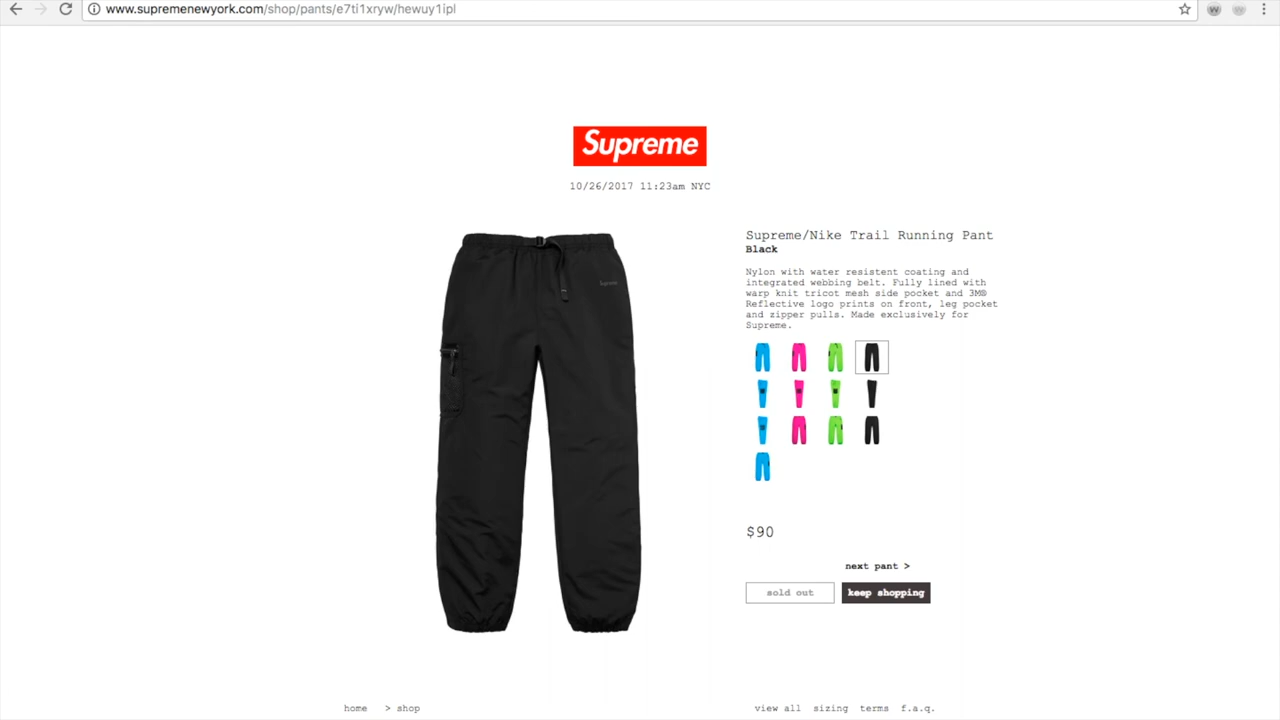 www.supremenewyork.com/shop/pants/e7ti1xryw/hewuy1ipl
Supreme
10/26/2017 11:23am NYC
Supreme/Nike Trail Running Pant
Black
Nylon with water resistent coating and
integrated webbing belt. Fully lined with
warp knit tricot mesh side pocket and 3M®
Reflective logo prints on front, leg pocket
and zipper pulls. Made exclusively for
Supreme.
Supreme
$90
next pant >
sold out keep shopping
home > shop view all sizing terms f.a.q.